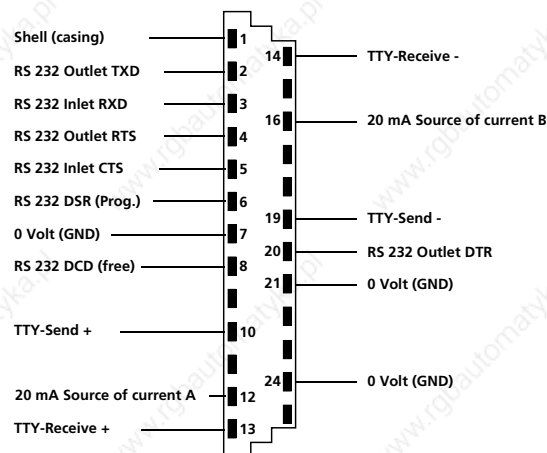 Shell (casing) 1
14 TTY-Receive -
RS 232 Outlet TXD 2
RS 232 Inlet RXD 3
16 20 mA Source of current B
RS 232 Outlet RTS 4
RS 232 Inlet CTS 5
RS 232 DSR (Prog.) 6
19 TTY-Send -
0 Volt (GND) 7
20 RS 232 Outlet DTR
RS 232 DCD (free) 8
21 0 Volt (GND)
TTY-Send + 10
24 0 Volt (GND)
20 mA Source of current A 12
TTY-Receive + 13
www.rgbautomatyka.pl